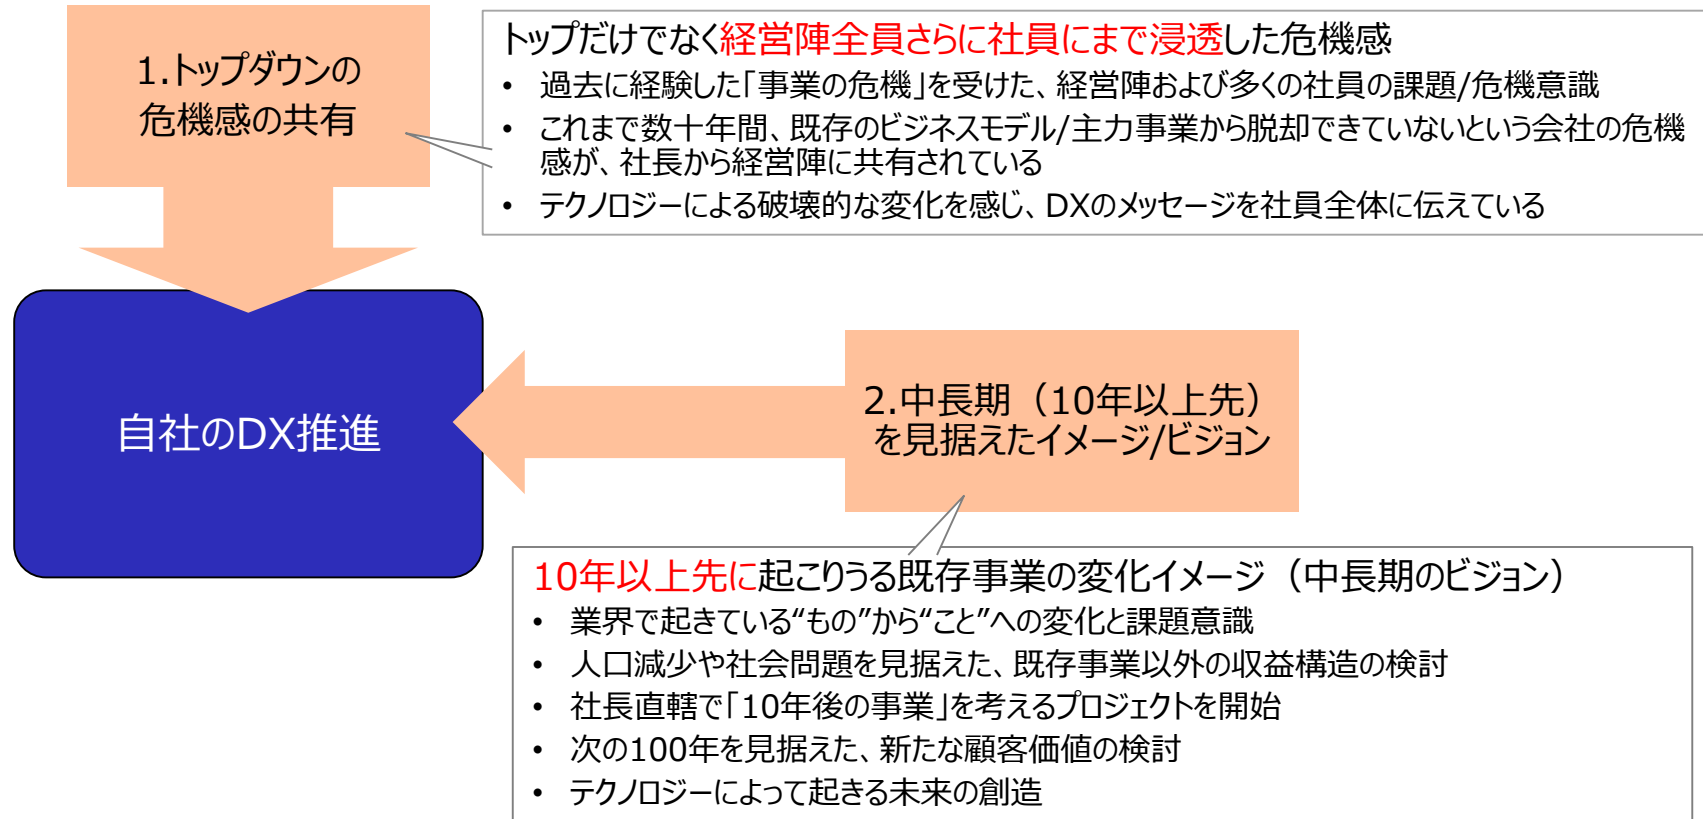 1.トップダウンの
危機感の共有
トップだけでなく経営陣全員さらに社員にまで浸透した危機感
• 過去に経験した「事業の危機」を受けた、経営陣および多くの社員の課題/危機意識
• これまで数十年間、既存のビジネスモデル/主力事業から脱却できていないという会社の危機
感が、社長から経営陣に共有されている
• テクノロジーによる破壊的な変化を感じ、DXのメッセージを社員全体に伝えている
自社のDX推進
2.中長期（10年以上先）
を見据えたイメージ/ビジョン
10年以上先に起こりうる既存事業の変化イメージ（中長期のビジョン）
• 業界で起きている“もの”から“こと”への変化と課題意識
• 人口減少や社会問題を見据えた、既存事業以外の収益構造の検討
• 社長直轄で「10年後の事業」を考えるプロジェクトを開始
• 次の100年を見据えた、新たな顧客価値の検討
• テクノロジーによって起きる未来の創造